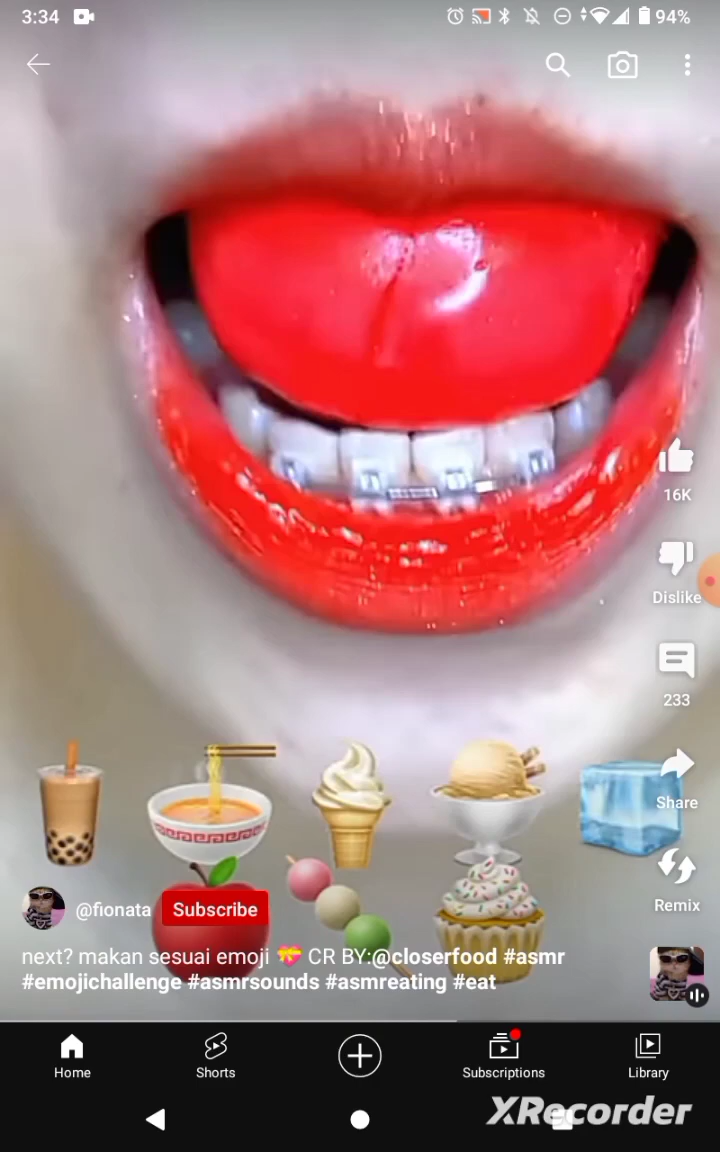 3:34
94%
16K
Dislike
233
Share
Remix
@fionata Subscribe
next? makan sesuai emoji 💝 CR BY:@closerfood #asmr
#emojichallenge #asmrsounds #asmreating #eat
Home
Shorts
Subscriptions
Library
XRecorder